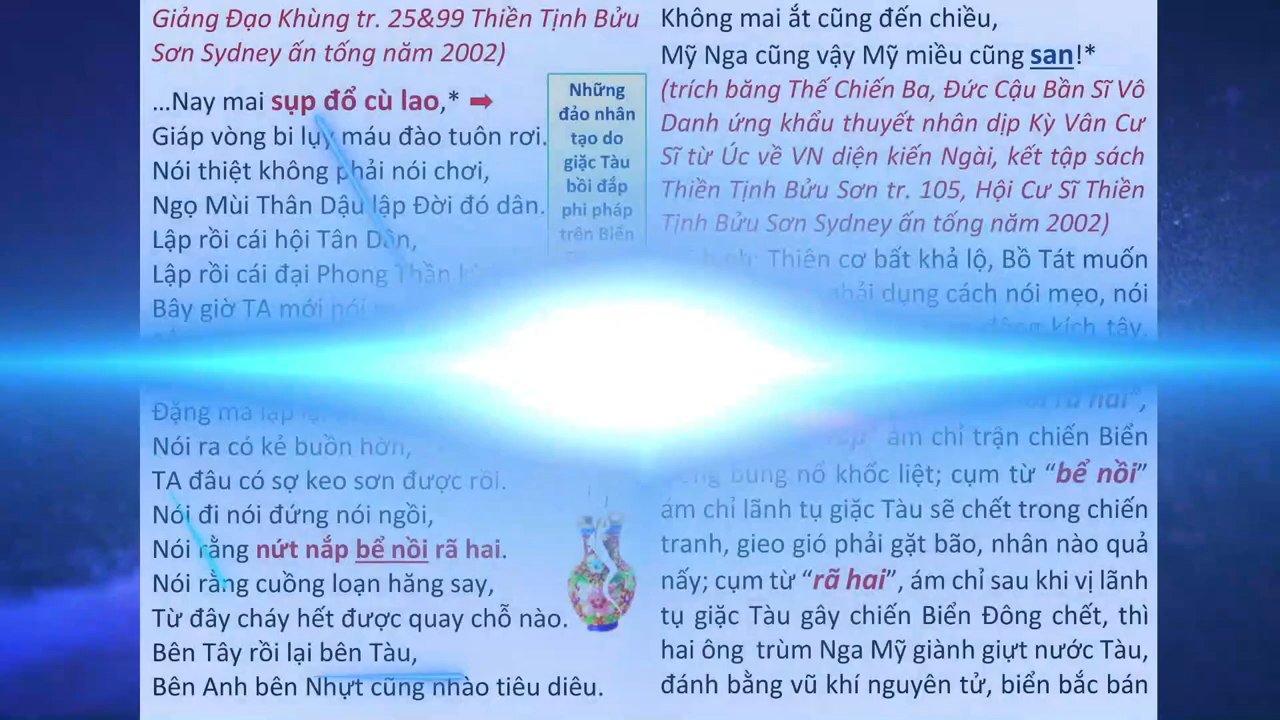 Giảng Đạo Khùng tr. 25&99 Thiền Tịnh Bửu
Sơn Sydney ấn tống năm 2002)
…Nay mai sụp đổ cù lao,* ➡
Giáp vòng bi lụy máu đào tuôn rơi.
Nói thiệt không phải nói chơi,
Ngọ Mùi Thân Dậu lập Đời đó dân.
Lập rồi cái hội Tân Dân,
Lập rồi cái đại Phong Thần
Bây giờ TA mới nói
Đặng mà lập lại
Nói ra có kẻ buồn hờn,
TA đâu có sợ keo sơn được rồi.
Nói đi nói đứng nói ngồi,
Nói rằng nứt nắp bể nồi rã hai.
Nói rằng cuồng loạn hăng say,
Từ đây cháy hết được quay chỗ nào.
Bên Tây rồi lại bên Tàu,
Bên Anh bên Nhựt cũng nhào tiêu diêu.
Những
đảo nhân
tạo do
giặc Tàu
bồi đắp
phi pháp
trên Biển
Không mai ắt cũng đến chiều,
Mỹ Nga cũng vậy Mỹ miều cũng san!*
(trích băng Thế Chiến Ba, Đức Cậu Bần Sĩ Vô
Danh ứng khẩu thuyết nhân dịp Kỳ Vân Cư
Sĩ từ Úc về VN diện kiến Ngài, kết tập sách
Thiền Tịnh Bửu Sơn tr. 105, Hội Cư Sĩ Thiền
Tịnh Bửu Sơn Sydney ấn tống năm 2002)
Thiên cơ bất khả lộ, Bồ Tát muốn
phải dụng cách nói mẹo, nói
đông kích tây.
rã hai”,
ám chỉ trận chiến Biển
bùng nổ khốc liệt; cụm từ “bể nồi”
ám chỉ lãnh tụ giặc Tàu sẽ chết trong chiến
tranh, gieo gió phải gặt bão, nhân nào quả
nấy; cụm từ “rã hai”, ám chỉ sau khi vị lãnh
tụ giặc Tàu gây chiến Biển Đông chết, thì
hai ông trùm Nga Mỹ giành giựt nước Tàu,
đánh bằng vũ khí nguyên tử, biển bắc bán